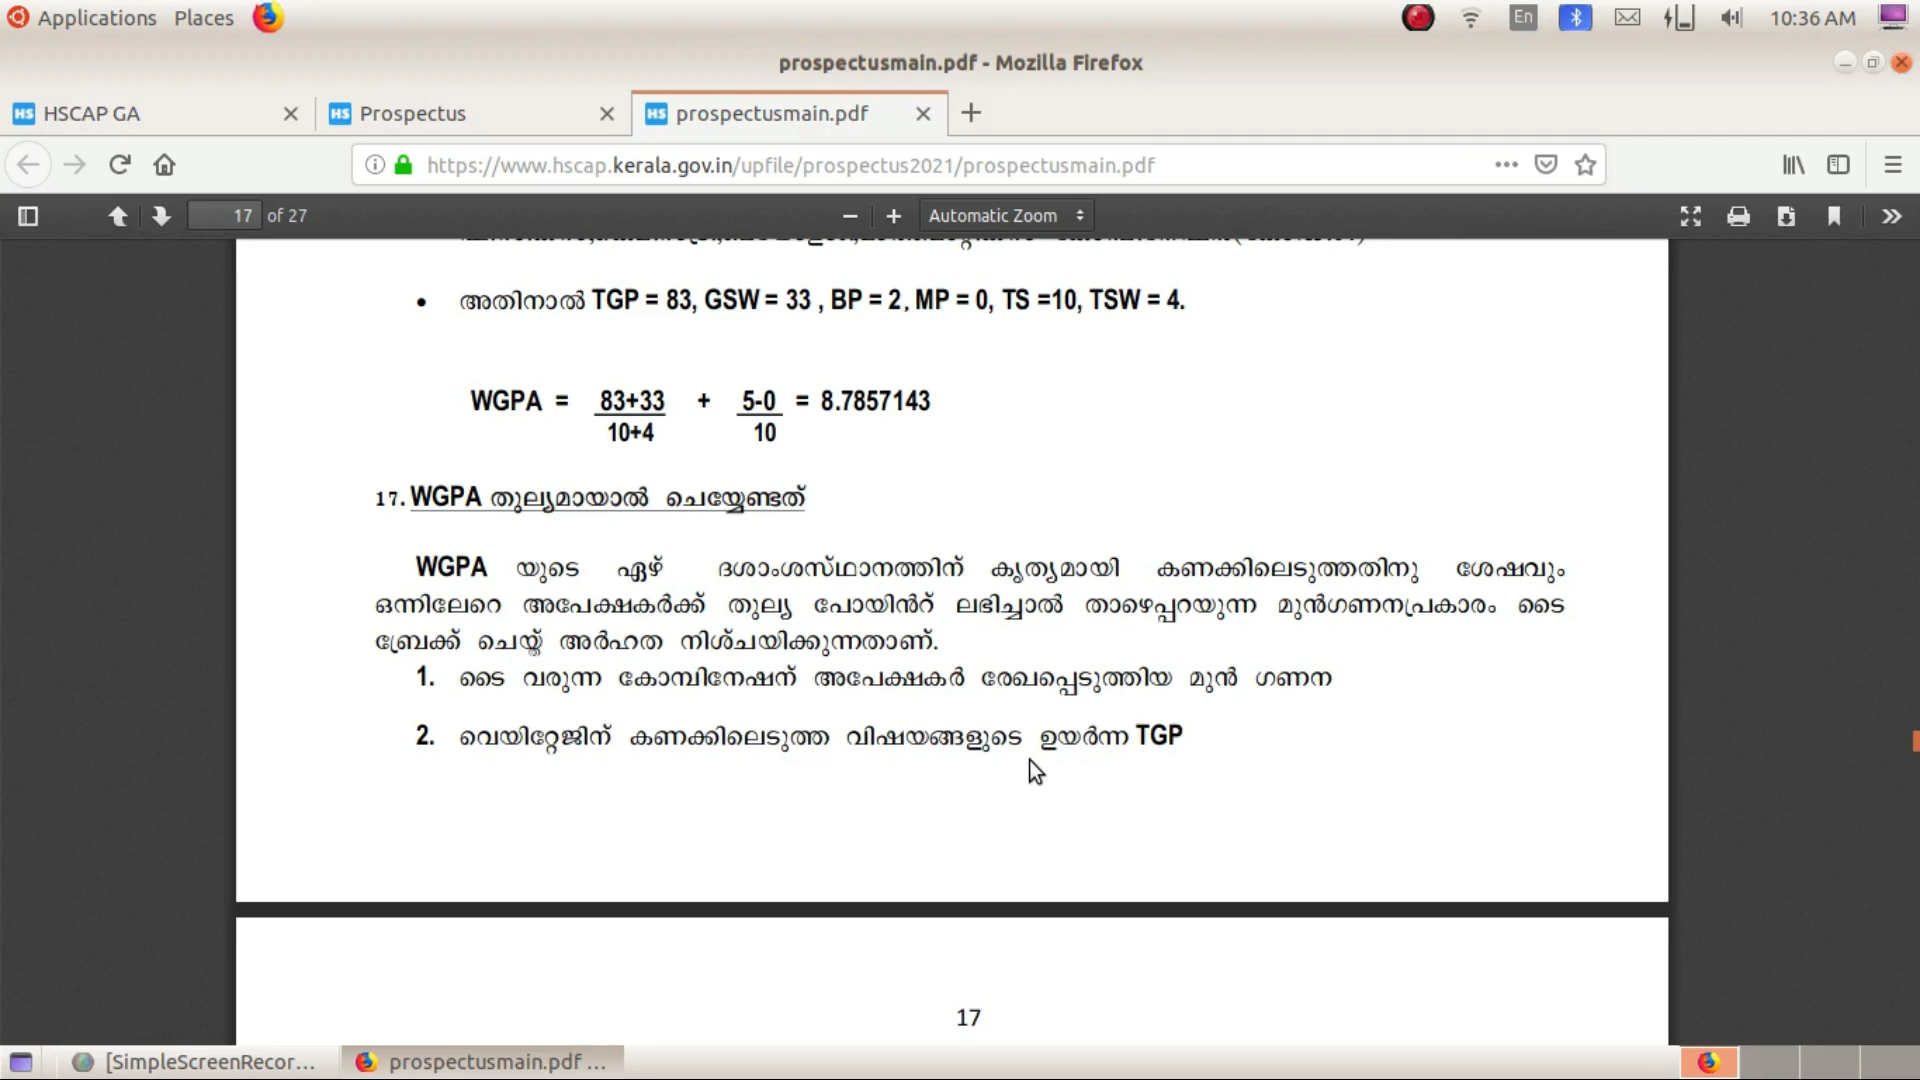 Applications Places En 10:36 AM
prospectusmain.pdf - Mozilla Firefox
HS HSCAP GA HS Prospectus HS prospectusmain.pdf
https://www.hscap.kerala.gov.in/upfile/prospectus2021/prospectusmain.pdf
17 of 27 Automatic Zoom
• അതിനാൽ TGP = 83, GSW = 33 , BP = 2, MP = 0, TS =10, TSW = 4.
WGPA = 83+33 + 5-0 = 8.7857143
10+4 10
17. WGPA തുല്യമായാൽ ചെയ്യേണ്ടത്
WGPA യുടെ ഏഴ് ദശാംശസ്ഥാനത്തിന് കൃത്യമായി കണക്കിലെടുത്തതിനു ശേഷവും
ഒന്നിലേറെ അപേക്ഷകർക്ക് തുല്യ പോയിൻറ് ലഭിച്ചാൽ താഴെപ്പറയുന്ന മുൻഗണനപ്രകാരം ടൈ
ബ്രേക്ക് ചെയ്ത് അർഹത നിശ്ചയിക്കുന്നതാണ്.
1. ടൈ വരുന്ന കോമ്പിനേഷന് അപേക്ഷകർ രേഖപ്പെടുത്തിയ മുൻ ഗണന
2. വെയിറ്റേജിന് കണക്കിലെടുത്ത വിഷയങ്ങളുടെ ഉയർന്ന TGP
17
[SimpleScreenRecor... prospectusmain.pdf ...